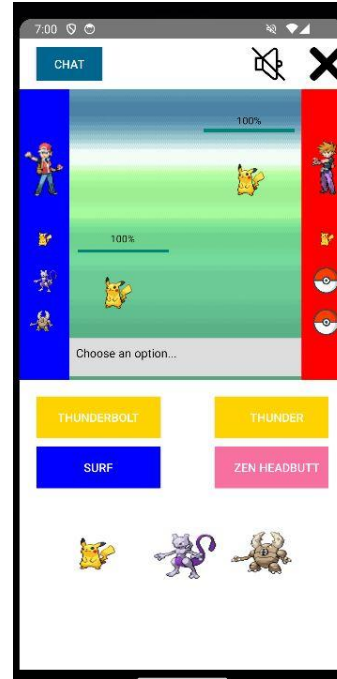 7:00
CHAT
100%
100%
Choose an option...
THUNDERBOLT THUNDER
SURF ZEN HEADBUTT